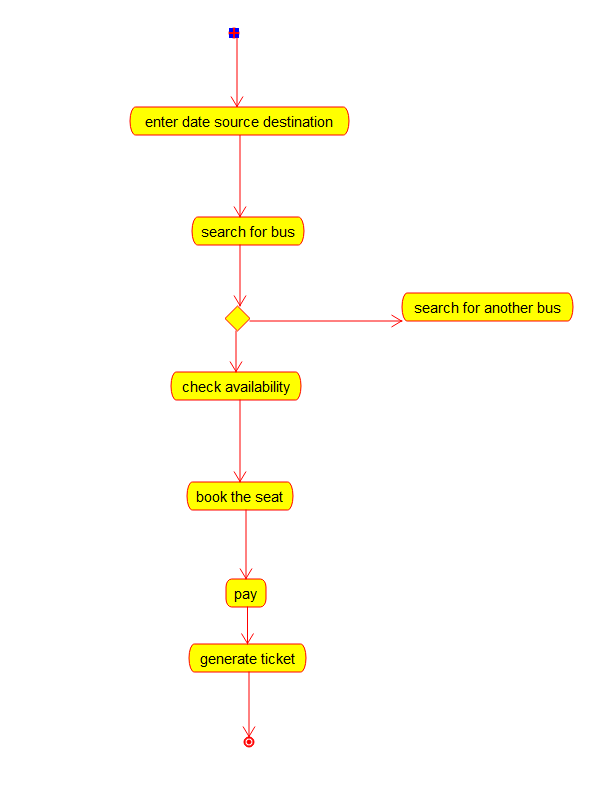 enter date source destination
search for bus
search for another bus
check availability
book the seat
pay
generate ticket